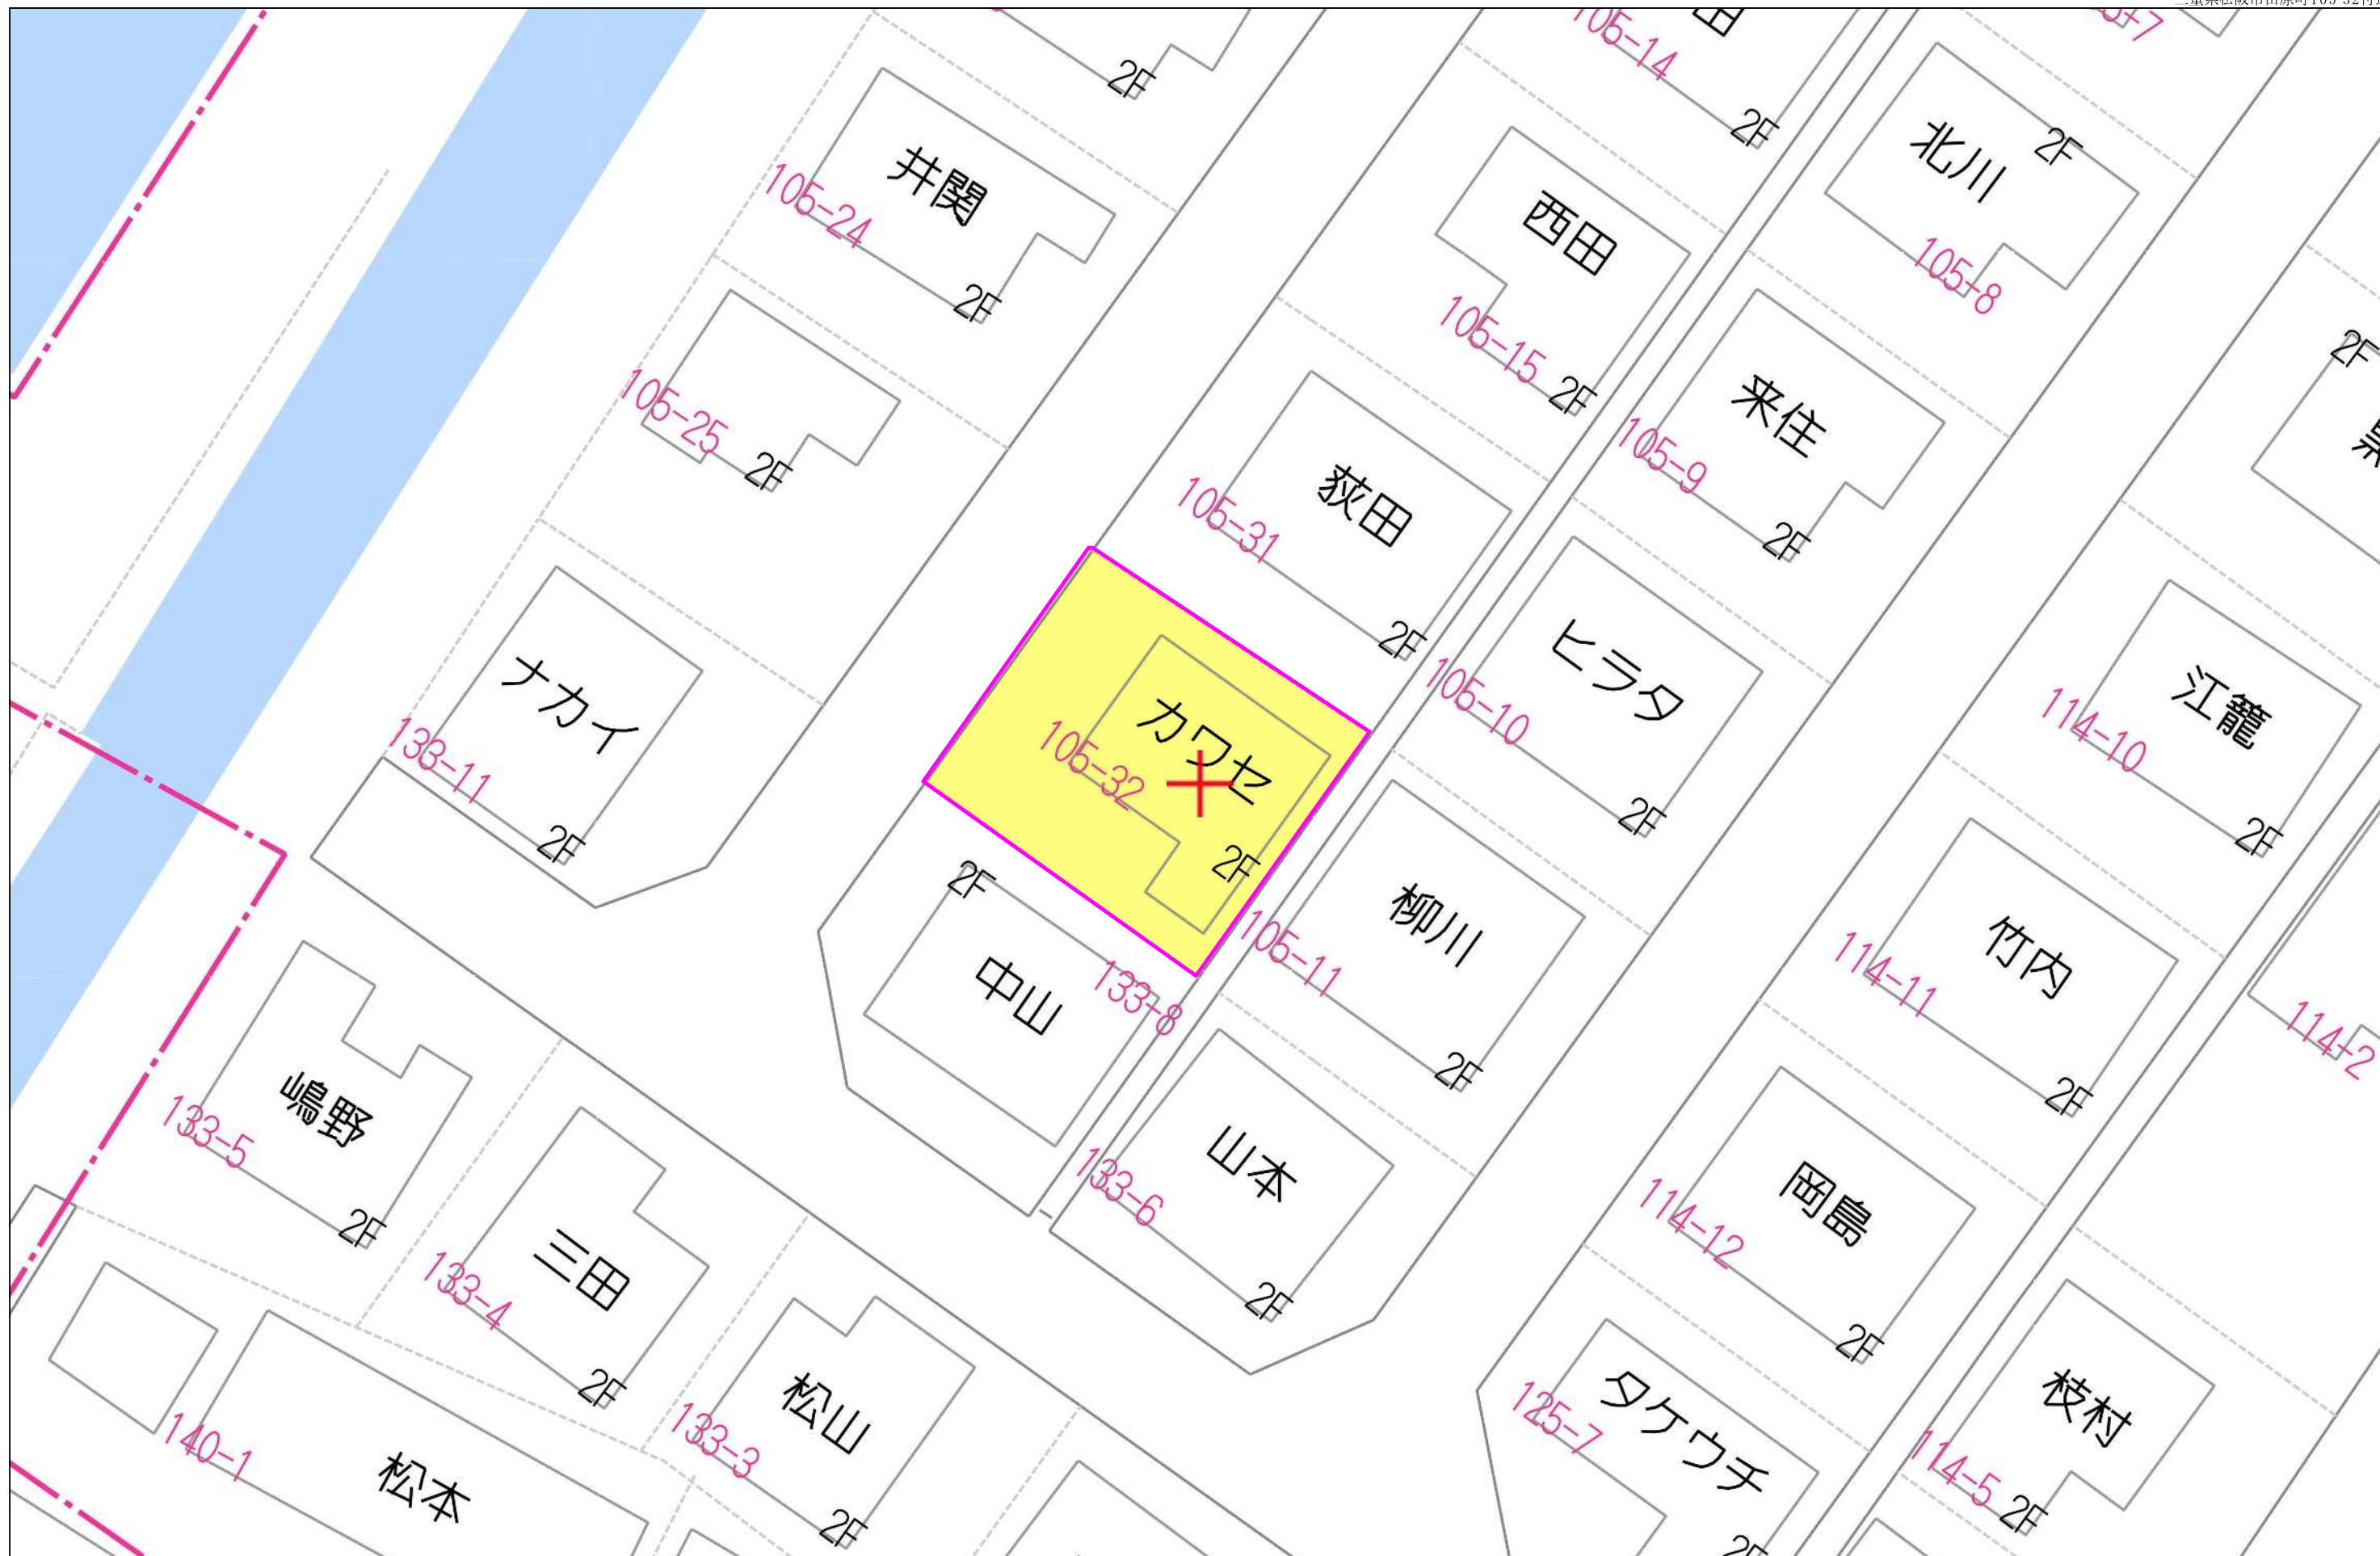 105-14
2F
2F
2F
北川
105-8
井関
105-24
2F
西田
105-15
2F
2F
105-25
2F
来住
105-9
2F
荻田
105-31
2F
ナカイ
133-11
2F
カワセ
105-32
2F
ヒラタ
105-10
2F
江籠
114-10
2F
2F
中山
133-8
柳川
105-11
2F
竹内
114-11
2F
114-2
嶋野
133-5
2F
山本
133-6
2F
岡島
114-12
2F
三田
133-4
2F
松山
133-3
2F
タケウチ
125-7
2F
枝村
114-5
2F
140-1
松本